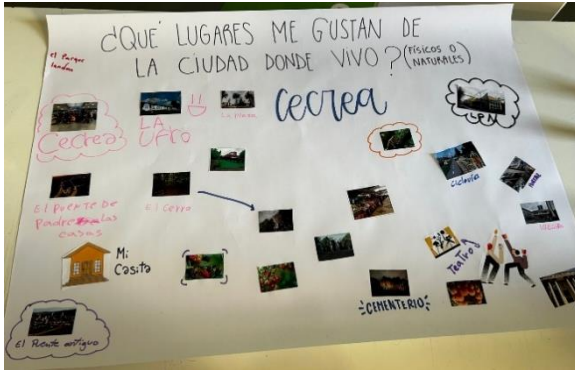 ¿QUÉ LUGARES ME GUSTAN DE
LA CIUDAD DONDE VIVO? (FÍSICOS O
NATURALES)
el Parque
Cecrea
LA
UFRO
La plaza
Cecrea
El Puente de
Padre las
casas
El cerro
ciclovía
Mi
Casita
Teatro
CEMENTERIO
El Puente antiguo